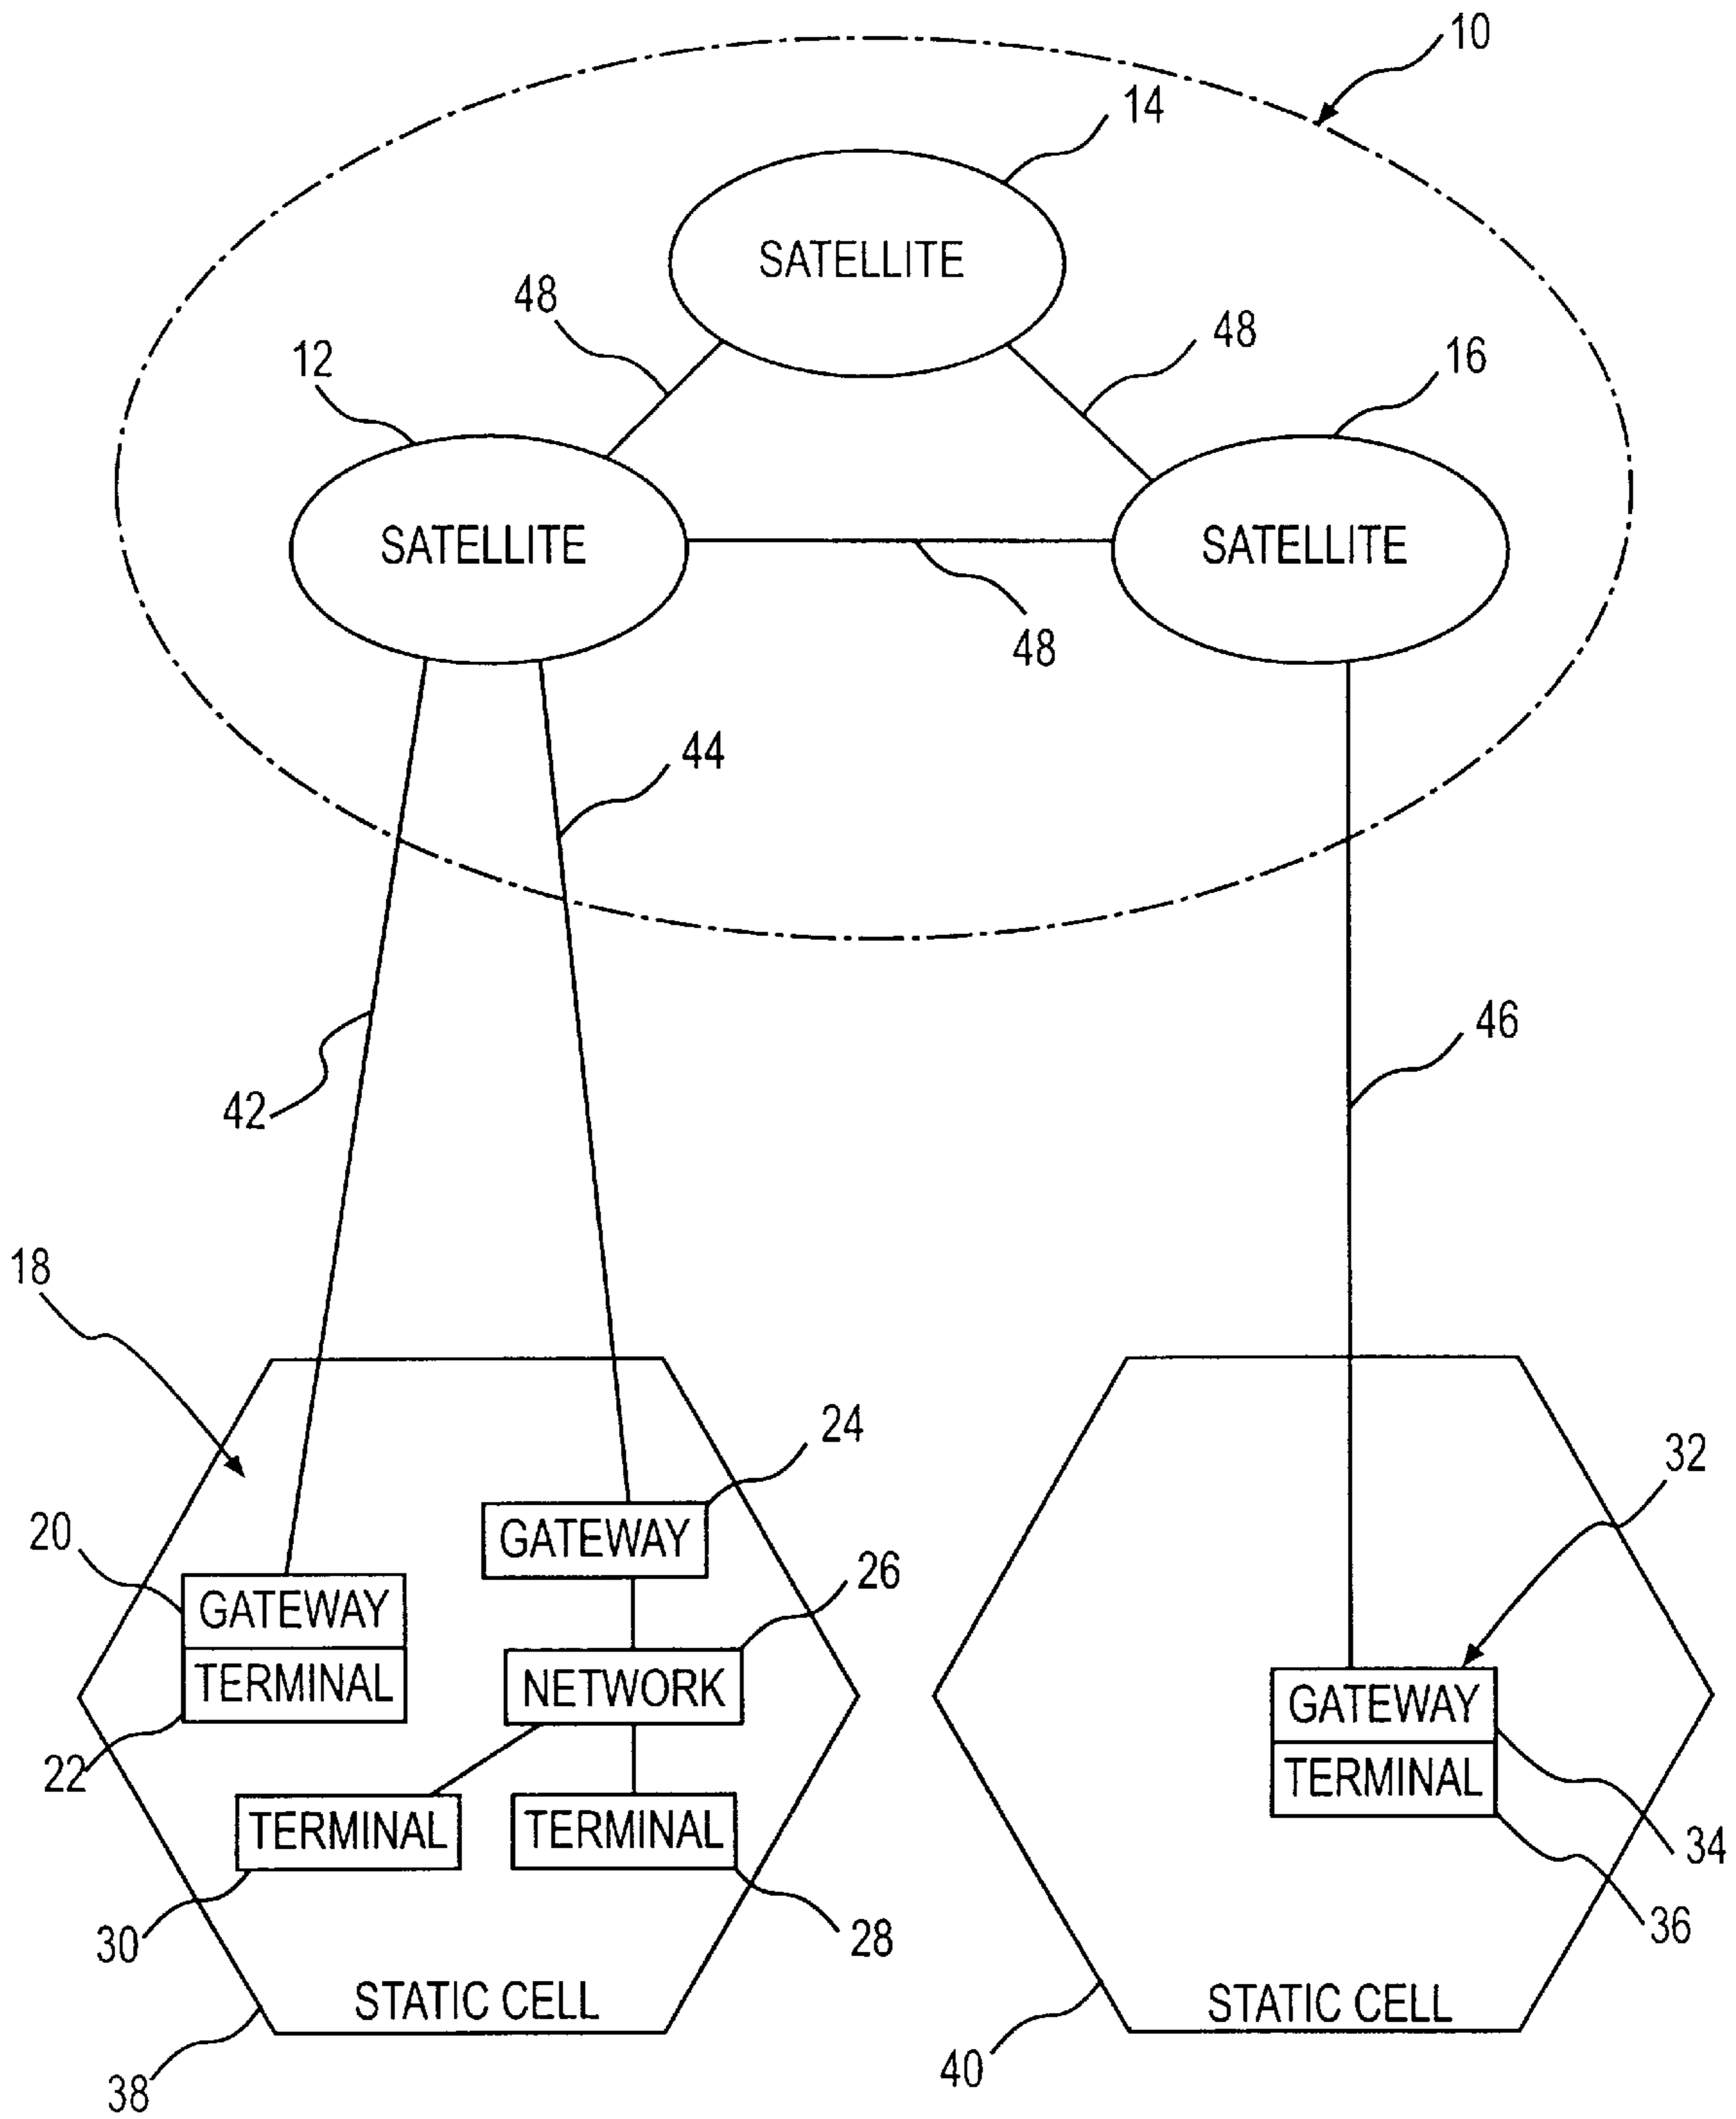 10
14
SATELLITE
48
48
12
16
SATELLITE
SATELLITE
48
44
46
42
18
24
32
20
GATEWAY
26
GATEWAY
TERMINAL
NETWORK
GATEWAY
22
TERMINAL
TERMINAL
TERMINAL
34
30
28
36
STATIC CELL
STATIC CELL
38
40